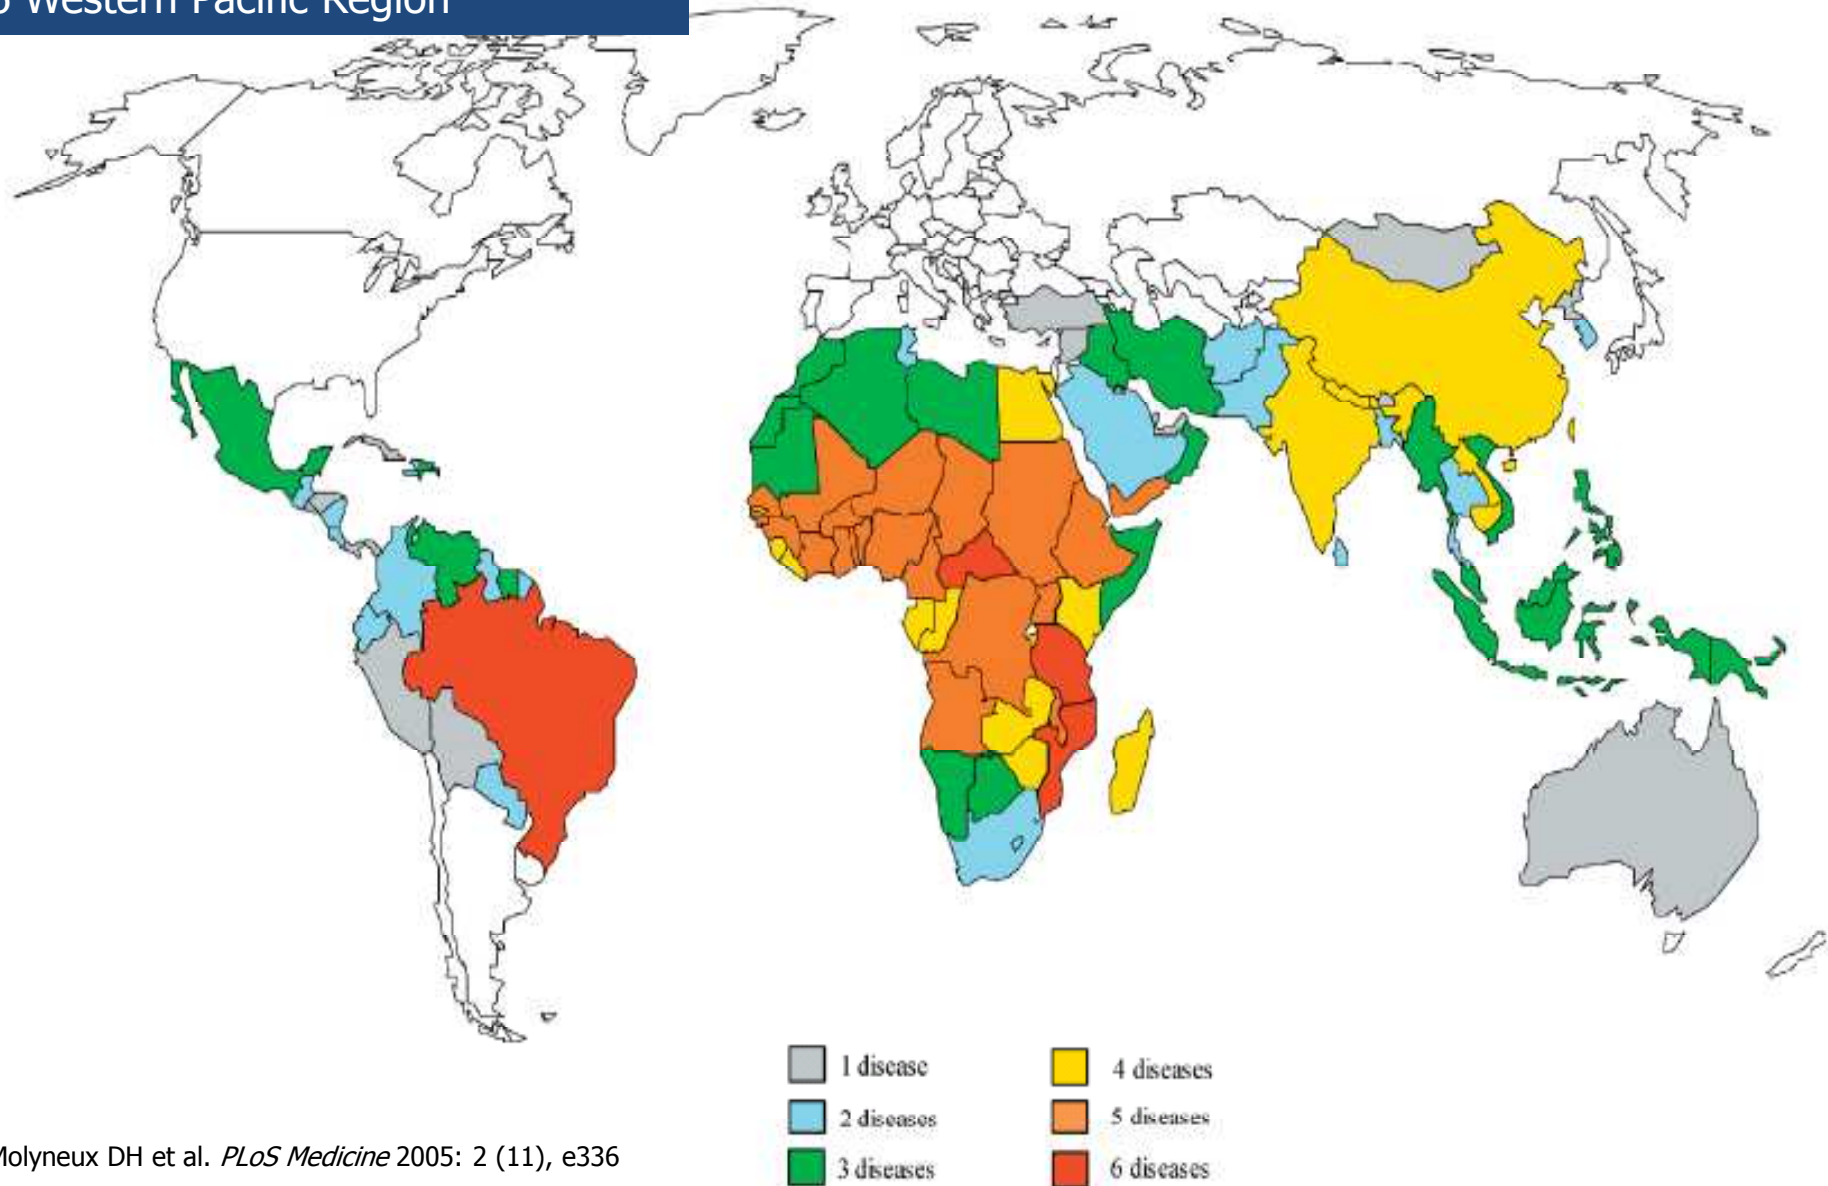 Western Pacific Region
1 disease
2 diseases
3 diseases
4 diseases
5 diseases
6 diseases
Molyneux DH et al. PLoS Medicine 2005: 2 (11), e336